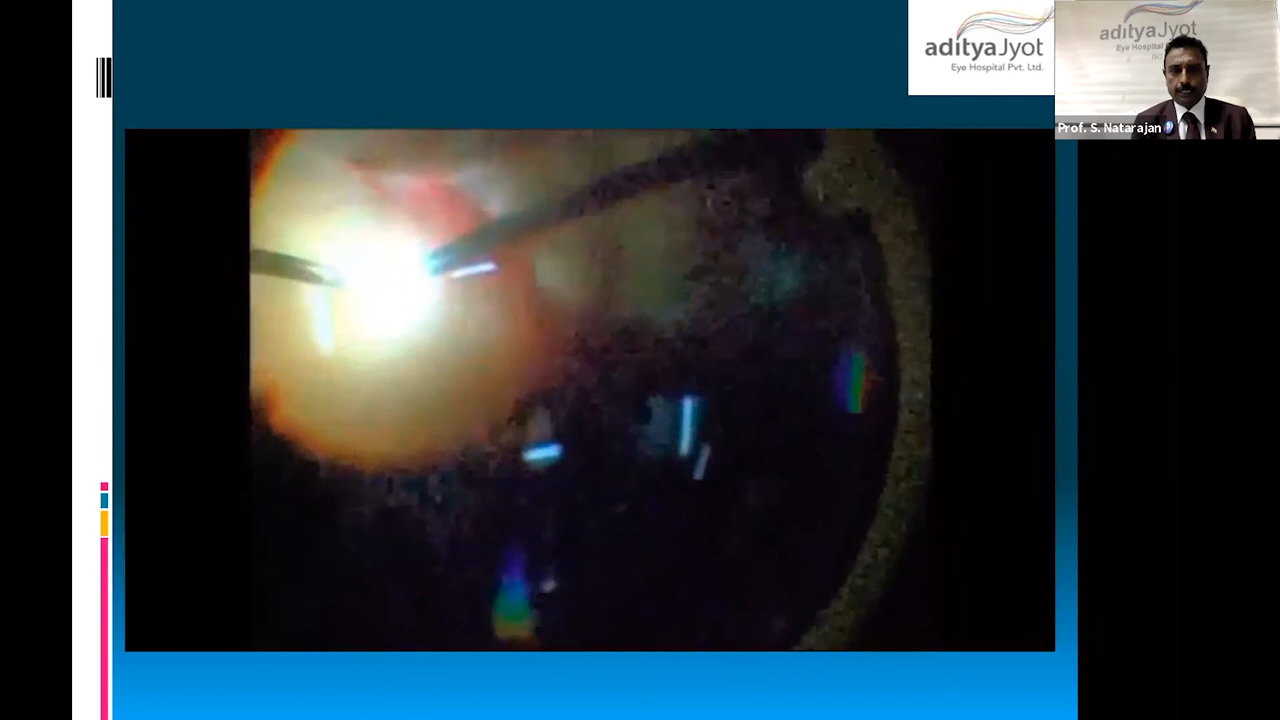 adityaJyot
Eye Hospital Pvt. Ltd.
adityaJyot
Eye Hospital
Prof. S. Natarajan